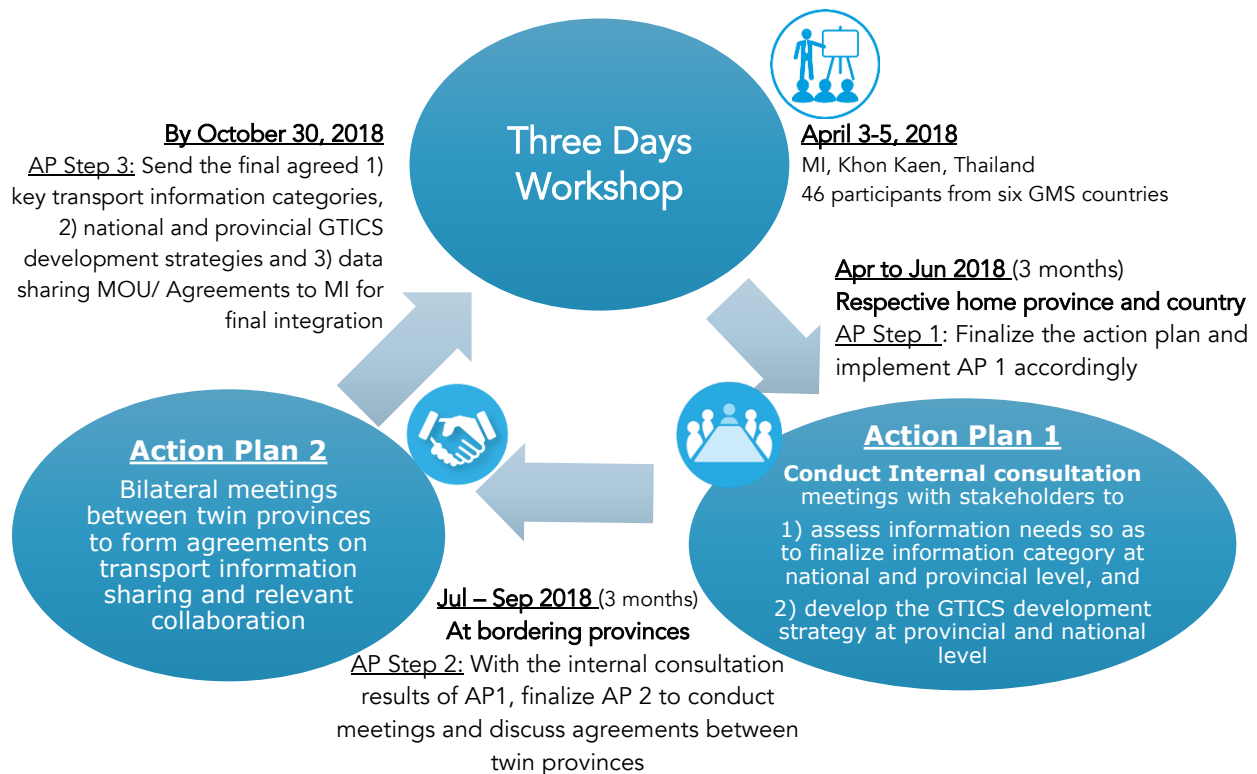 Three Days
Workshop
April 3-5, 2018
MI, Khon Kaen, Thailand
46 participants from six GMS countries
Apr to Jun 2018 (3 months)
Respective home province and country
AP Step 1: Finalize the action plan and
implement AP 1 accordingly
Action Plan 1
Conduct Internal consultation
meetings with stakeholders to
1) assess information needs so as
to finalize information category at
national and provincial level, and
2) develop the GTICS development
strategy at provincial and national
level
Jul – Sep 2018 (3 months)
At bordering provinces
AP Step 2: With the internal consultation
results of AP1, finalize AP 2 to conduct
meetings and discuss agreements between
twin provinces
Action Plan 2
Bilateral meetings
between twin provinces
to form agreements on
transport information
sharing and relevant
collaboration
By October 30, 2018
AP Step 3: Send the final agreed 1)
key transport information categories,
2) national and provincial GTICS
development strategies and 3) data
sharing MOU/ Agreements to MI for
final integration